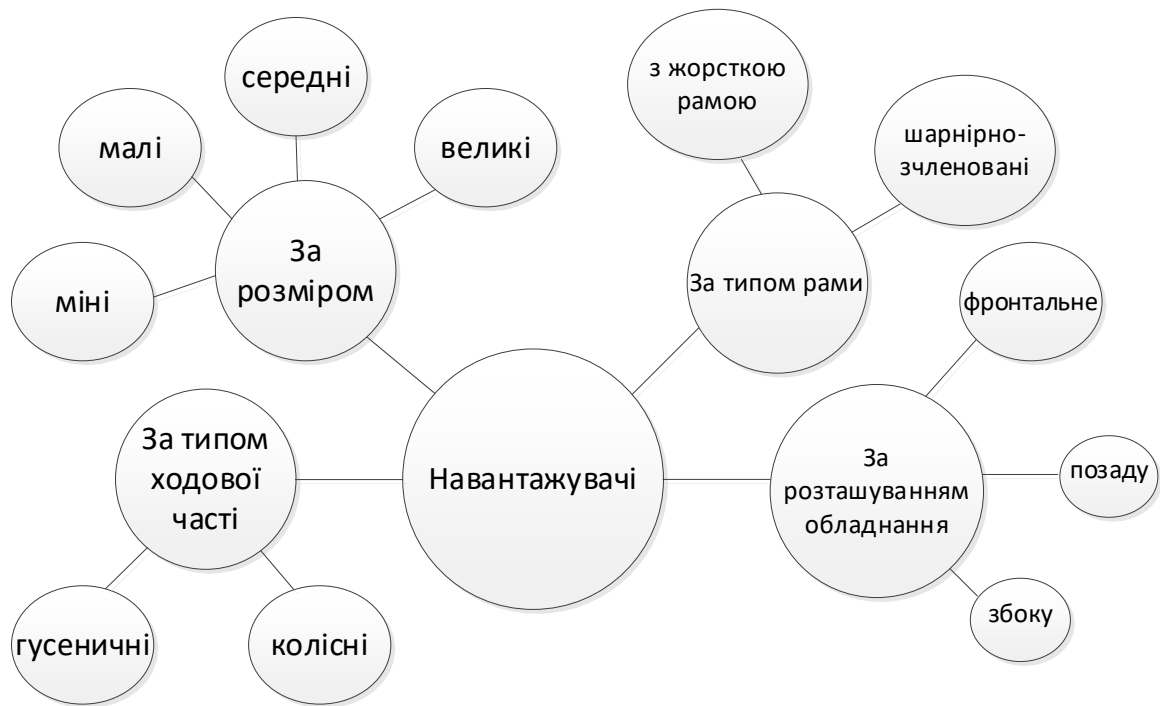 середні
малі
великі
За
розміром
міні
з жорсткою
рамою
шарнірно-
зчленовані
За типом рами
фронтальне
За типом
ходової
часті
Навантажувачі
За
розташуванням
обладнання
позаду
збоку
гусеничні
колісні